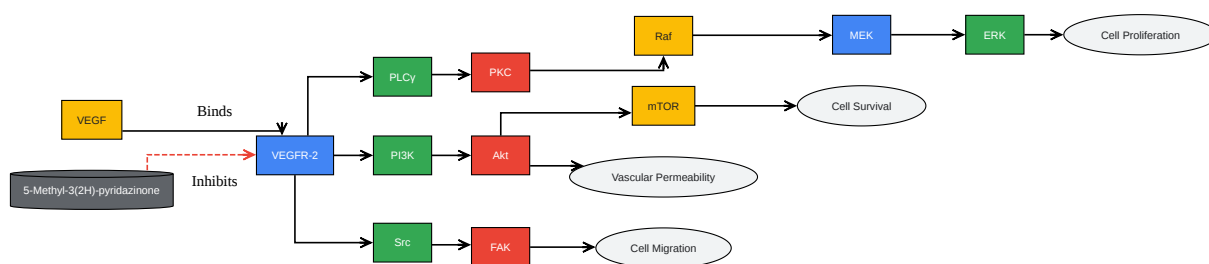 Raf
MEK
ERK
Cell Proliferation
PLCγ
PKC
mTOR
Cell Survival
VEGF
Binds
VEGFR-2
PI3K
Akt
Vascular Permeability
5-Methyl-3(2H)-pyridazinone
Inhibits
Src
FAK
Cell Migration